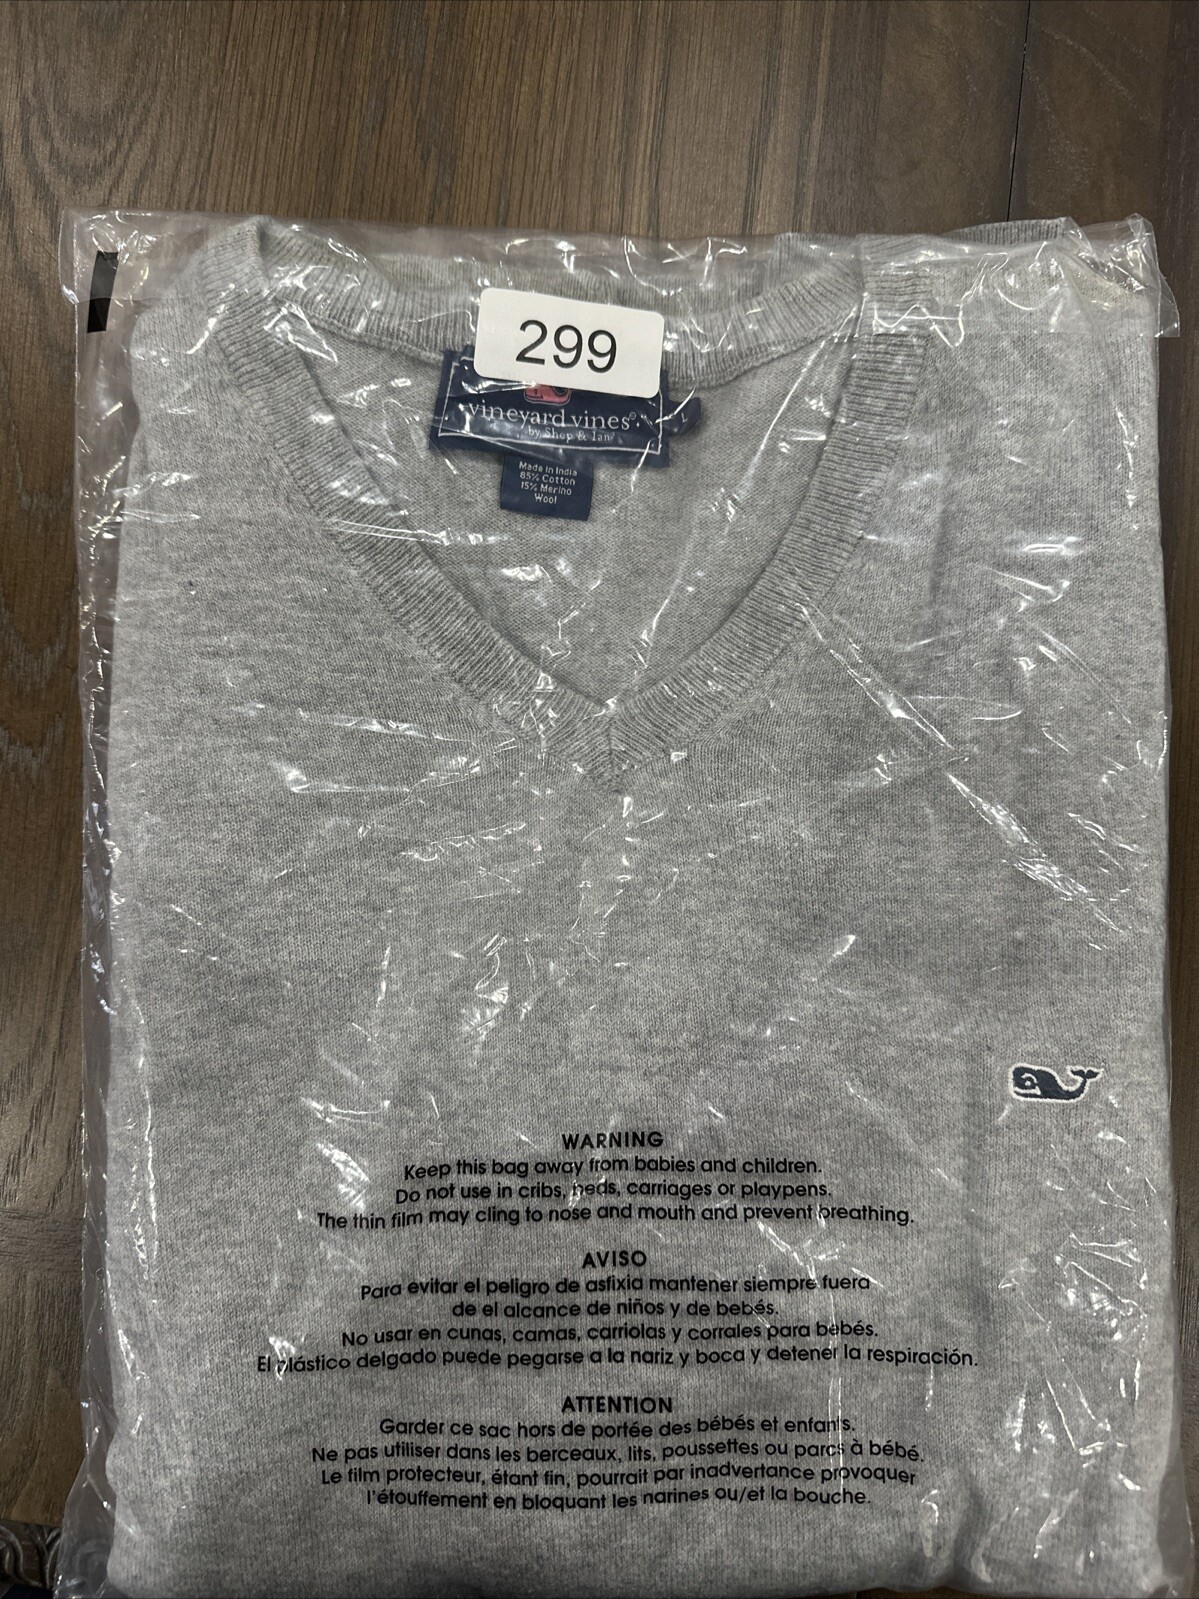 299
vineyard vines®
by Shep & Ian
L
Made in India
85% Cotton
15% Merino
Wool
WARNING
Keep this bag away from babies and children.
Do not use in cribs, beds, carriages or playpens.
The thin film may cling to nose and mouth and prevent breathing.
AVISO
Para evitar el peligro de asfixia mantener siempre fuera
de el alcance de niños y de bebés.
No usar en cunas, camas, carriolas y corrales para bebés.
El plástico delgado puede pegarse a la nariz y boca y detener la respiración.
ATTENTION
Garder ce sac hors de portée des bébés et enfants.
Ne pas utiliser dans les berceaux, lits, poussettes ou parcs à bébé.
Le film protecteur, étant fin, pourrait par inadvertance provoquer
l'étouffement en bloquant les narines ou/et la bouche.